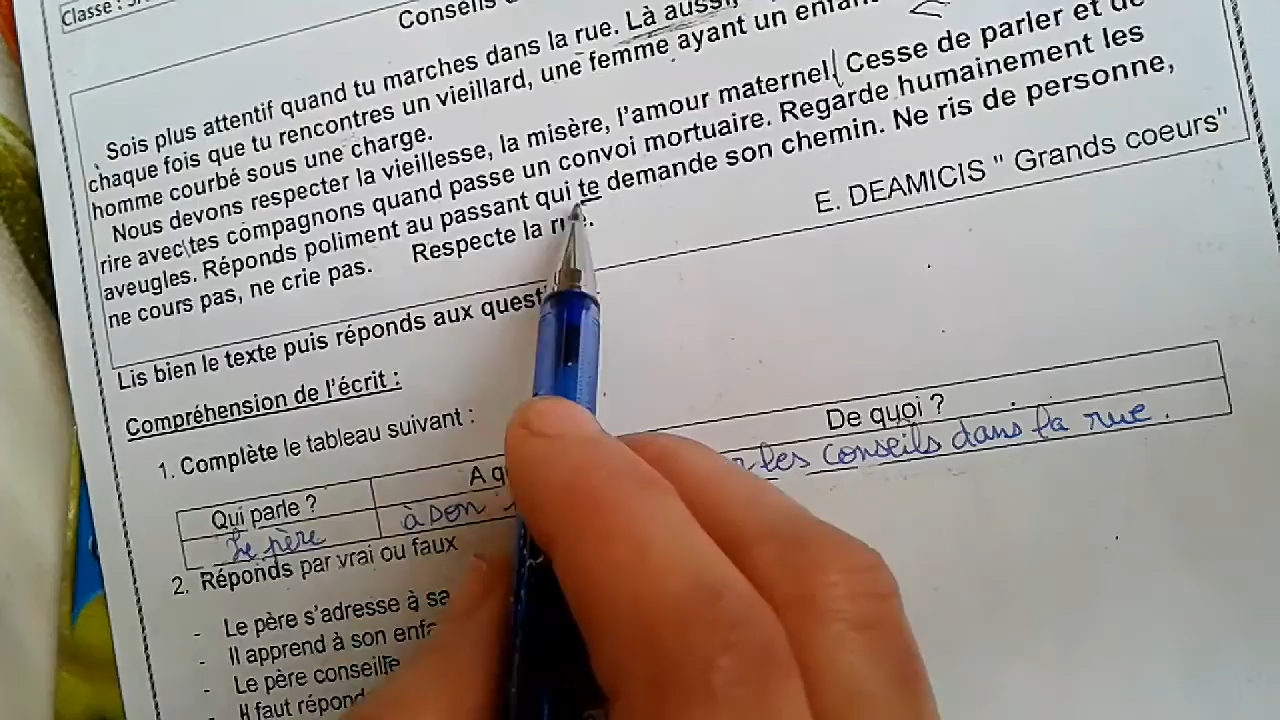 Classe :
Conseils
Sois plus attentif quand tu marches dans la rue. Là aussi,
chaque fois que tu rencontres un vieillard, une femme ayant un enfant
homme courbé sous une charge.
Nous devons respecter la vieillesse, la misère, l'amour maternel. Cesse de parler et de
rire avec tes compagnons quand passe un convoi mortuaire. Regarde humainement les
aveugles. Réponds poliment au passant qui te demande son chemin. Ne ris de personne,
ne cours pas, ne crie pas. Respecte la
E. DEAMICIS " Grands coeurs"
Lis bien le texte puis réponds aux
Compréhension de l'écrit :
1. Complète le tableau suivant :
Qui parle ? A De quoi ?
Le père à son les conseils dans la rue.
2. Réponds par vrai ou faux
- Le père s'adresse à sa
- Il apprend à son
- Le père conseille
- Il faut